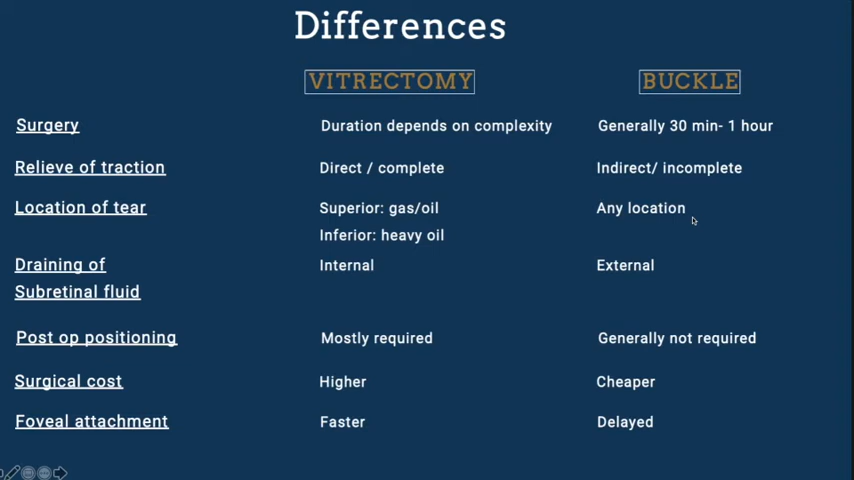 Differences
VITRECTOMY BUCKLE
Surgery Duration depends on complexity Generally 30 min- 1 hour
Relieve of traction Direct / complete Indirect/ incomplete
Location of tear Superior: gas/oil Any location
Inferior: heavy oil
Draining of Internal External
Subretinal fluid
Post op positioning Mostly required Generally not required
Surgical cost Higher Cheaper
Foveal attachment Faster Delayed